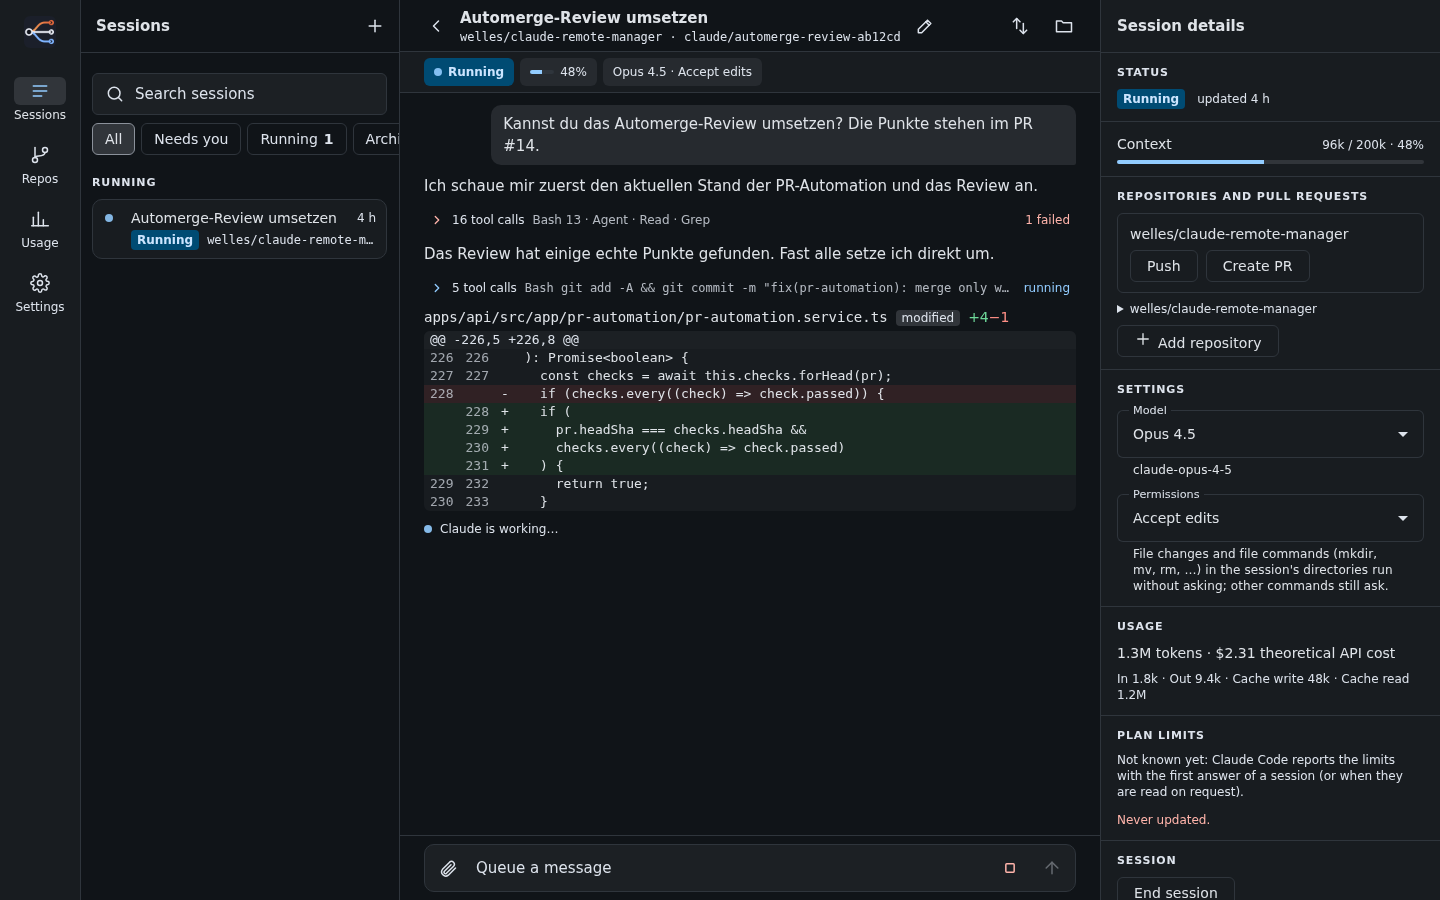 Sessions
Repos
Usage
Settings
Sessions
Search sessions
All
Needs you
Running 1
Archi
RUNNING
Automerge-Review umsetzen 4 h
Running welles/claude-remote-m…
Automerge-Review umsetzen
welles/claude-remote-manager · claude/automerge-review-ab12cd
Running
48%
Opus 4.5 · Accept edits
Kannst du das Automerge-Review umsetzen? Die Punkte stehen im PR
#14.
Ich schaue mir zuerst den aktuellen Stand der PR-Automation und das Review an.
16 tool calls Bash 13 · Agent · Read · Grep 1 failed
Das Review hat einige echte Punkte gefunden. Fast alle setze ich direkt um.
5 tool calls Bash git add -A && git commit -m "fix(pr-automation): merge only w… running
apps/api/src/app/pr-automation/pr-automation.service.ts modified +4−1
@@ -226,5 +226,8 @@
226 226 ): Promise<boolean> {
227 227 const checks = await this.checks.forHead(pr);
228 - if (checks.every((check) => check.passed)) {
228 + if (
229 + pr.headSha === checks.headSha &&
230 + checks.every((check) => check.passed)
231 + ) {
229 232 return true;
230 233 }
Claude is working…
Queue a message
Session details
STATUS
Running updated 4 h
Context 96k / 200k · 48%
REPOSITORIES AND PULL REQUESTS
welles/claude-remote-manager
Push
Create PR
welles/claude-remote-manager
Add repository
SETTINGS
Model
Opus 4.5
claude-opus-4-5
Permissions
Accept edits
File changes and file commands (mkdir,
mv, rm, …) in the session's directories run
without asking; other commands still ask.
USAGE
1.3M tokens · $2.31 theoretical API cost
In 1.8k · Out 9.4k · Cache write 48k · Cache read
1.2M
PLAN LIMITS
Not known yet: Claude Code reports the limits
with the first answer of a session (or when they
are read on request).
Never updated.
SESSION
End session